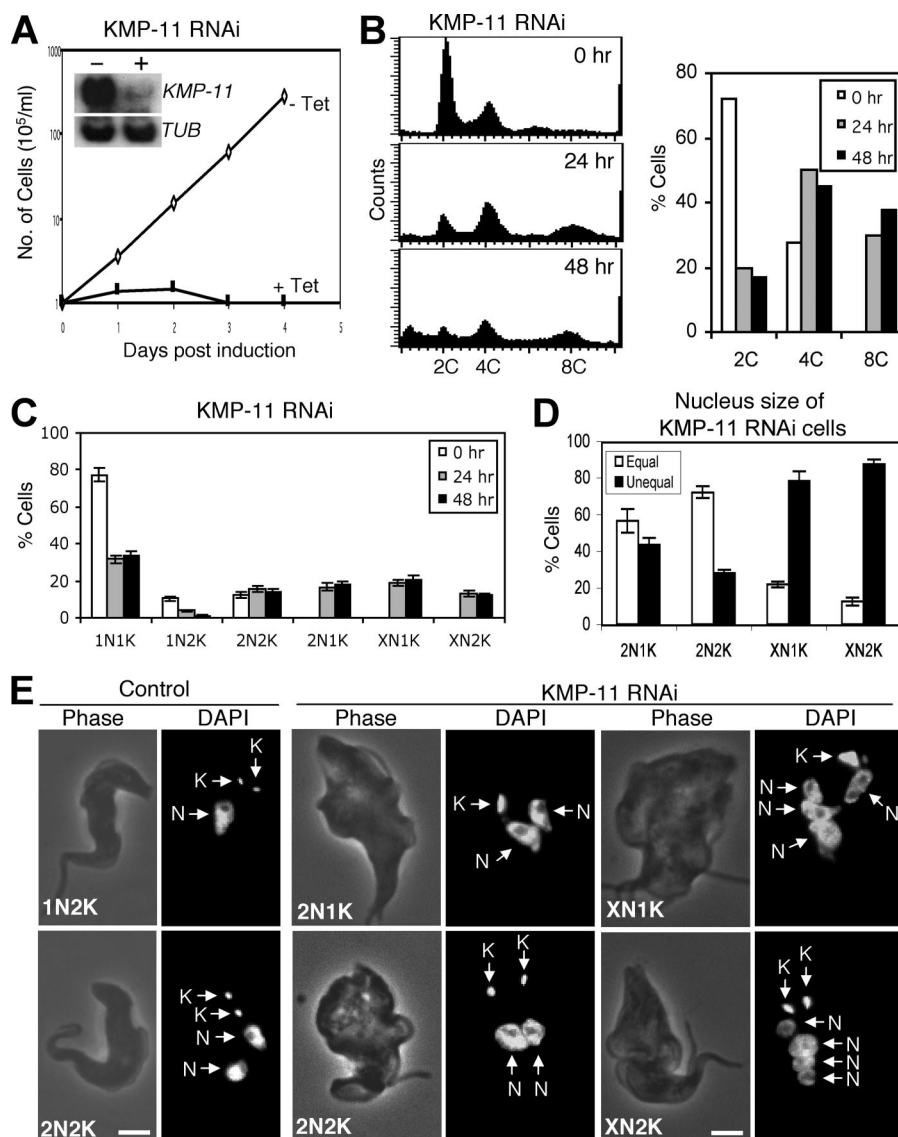 A
KMP-11 RNAi
No. of Cells (10⁵/ml)
1000
100
10
1
− +
KMP-11
TUB
- Tet
+ Tet
0 1 2 3 4 5
Days post induction
B
KMP-11 RNAi
Counts
0 hr
24 hr
48 hr
2C 4C 8C
% Cells
80
60
40
20
0
0 hr
24 hr
48 hr
2C 4C 8C
C
KMP-11 RNAi
% Cells
100
80
60
40
20
0
0 hr
24 hr
48 hr
1N1K 1N2K 2N2K 2N1K XN1K XN2K
D
Nucleus size of
KMP-11 RNAi cells
% Cells
100
80
60
40
20
0
Equal
Unequal
2N1K 2N2K XN1K XN2K
E
Control KMP-11 RNAi
Phase DAPI Phase DAPI Phase DAPI
1N2K
K
K
N
2N1K
K
N
N
XN1K
K
N
N
N
N
2N2K
K
K
N
N
2N2K
K K
N N
XN2K
K K
N
N
N
N